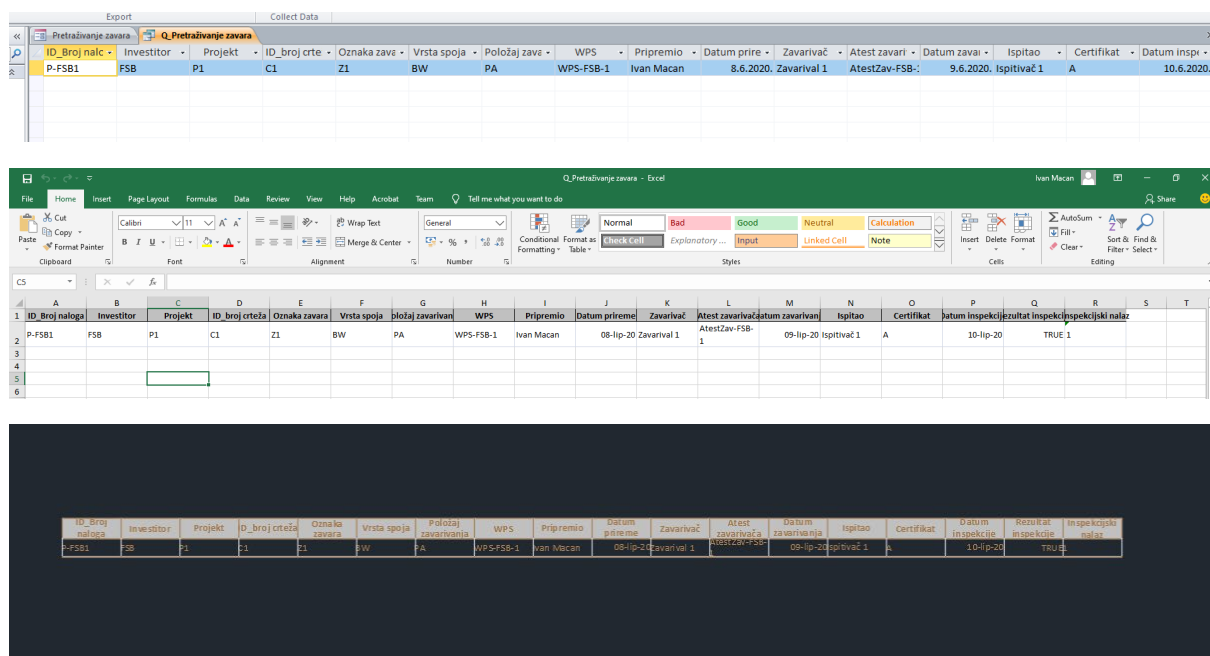 Export Collect Data
Pretraživanje zavara Q_Pretraživanje zavara
ID_Broj nalc Investitor Projekt ID_broj crte Oznaka zava Vrsta spoja Položaj zava WPS Pripremio Datum prire Zavarivač Atest zavari Datum zavai Ispitao Certifikat Datum inspe
P-FSB1 FSB P1 C1 Z1 BW PA WPS-FSB-1 Ivan Macan 8.6.2020. Zavarival 1 AtestZav-FSB-: 9.6.2020. Ispitivač 1 A 10.6.2020.
Q_Pretraživanje zavara - Excel Ivan Macan
File Home Insert Page Layout Formulas Data Review View Help Acrobat Team Tell me what you want to do Share
Cut Calibri 11 Wrap Text General Normal Bad Good Neutral Calculation AutoSum
Copy Fill
Paste Format Painter B I U Merge & Center % Conditional Formatting Format as Table Check Cell Explanatory ... Input Linked Cell Note Insert Delete Format Clear Sort & Filter Find & Select
Clipboard Font Alignment Number Styles Cells Editing
C5 fx
A B C D E F G H I J K L M N O P Q R S T
1 ID_Broj naloga Investitor Projekt ID_broj crteža Oznaka zavara Vrsta spoja oložaj zavarivan WPS Pripremio Datum prireme Zavarivač Atest zavarivača atum zavarivanj Ispitao Certifikat Datum inspekcij ezultat inspekci nspekcijski nalaz
2 P-FSB1 FSB P1 C1 Z1 BW PA WPS-FSB-1 Ivan Macan 08-lip-20 Zavarival 1 AtestZav-FSB-1 09-lip-20 Ispitivač 1 A 10-lip-20 TRUE 1
3
4
5
6
ID_Broj naloga Investitor Projekt ID_broj crteža Oznaka zavara Vrsta spoja Položaj zavarivanja WPS Pripremio Datum prireme Zavarivač Atest zavarivača Datum zavarivanja Ispitao Certifikat Datum inspekcije Rezultat inspekcije Inspekcijski nalaz
P-FSB1 FSB P1 C1 Z1 BW PA WPS-FSB-1 Ivan Macan 08-lip-20 Zavarival 1 AtestZav-FSB-1 09-lip-20 Ispitivač 1 A 10-lip-20 TRUE 1